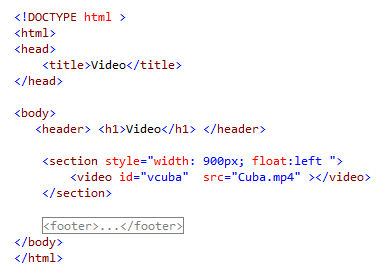 <!DOCTYPE html >
<html>
<head>
    <title>Video</title>
</head>

<body>
   <header> <h1>Video</h1> </header>

    <section style="width: 900px; float:left ">
        <video id="vcuba"  src="Cuba.mp4" ></video>
    </section>

    <footer>...</footer>
</body>
</html>